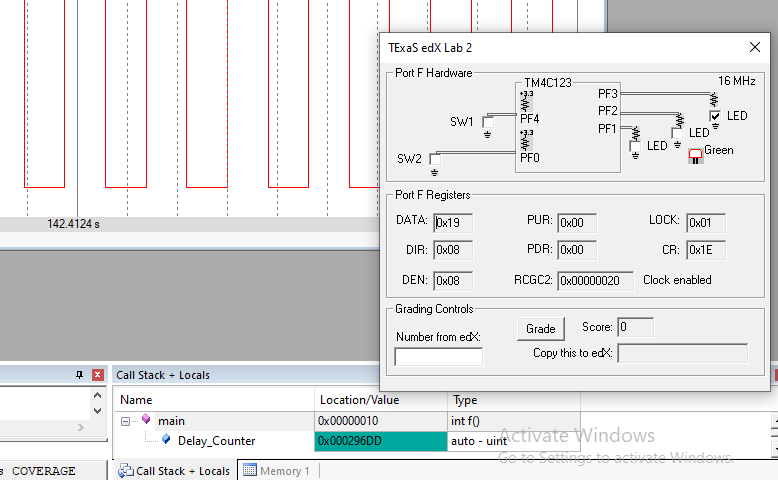 142.4124 s
TExaS edX Lab 2
Port F Hardware
TM4C123
16 MHz
+3.3
PF3
PF2
PF1
SW1
PF4
+3.3
SW2
PF0
LED
LED
LED
Green
Port F Registers
DATA: 0x19 PUR: 0x00 LOCK: 0x01
DIR: 0x08 PDR: 0x00 CR: 0x1E
DEN: 0x08 RCGC2: 0x00000020 Clock enabled
Grading Controls
Number from edX: Grade Score: 0
Copy this to edX:
Call Stack + Locals
Name Location/Value Type
main 0x00000010 int f()
Delay_Counter 0x000296DD auto - uint
Activate Windows
Go to Settings to activate Windows.
s COVERAGE
Call Stack + Locals Memory 1